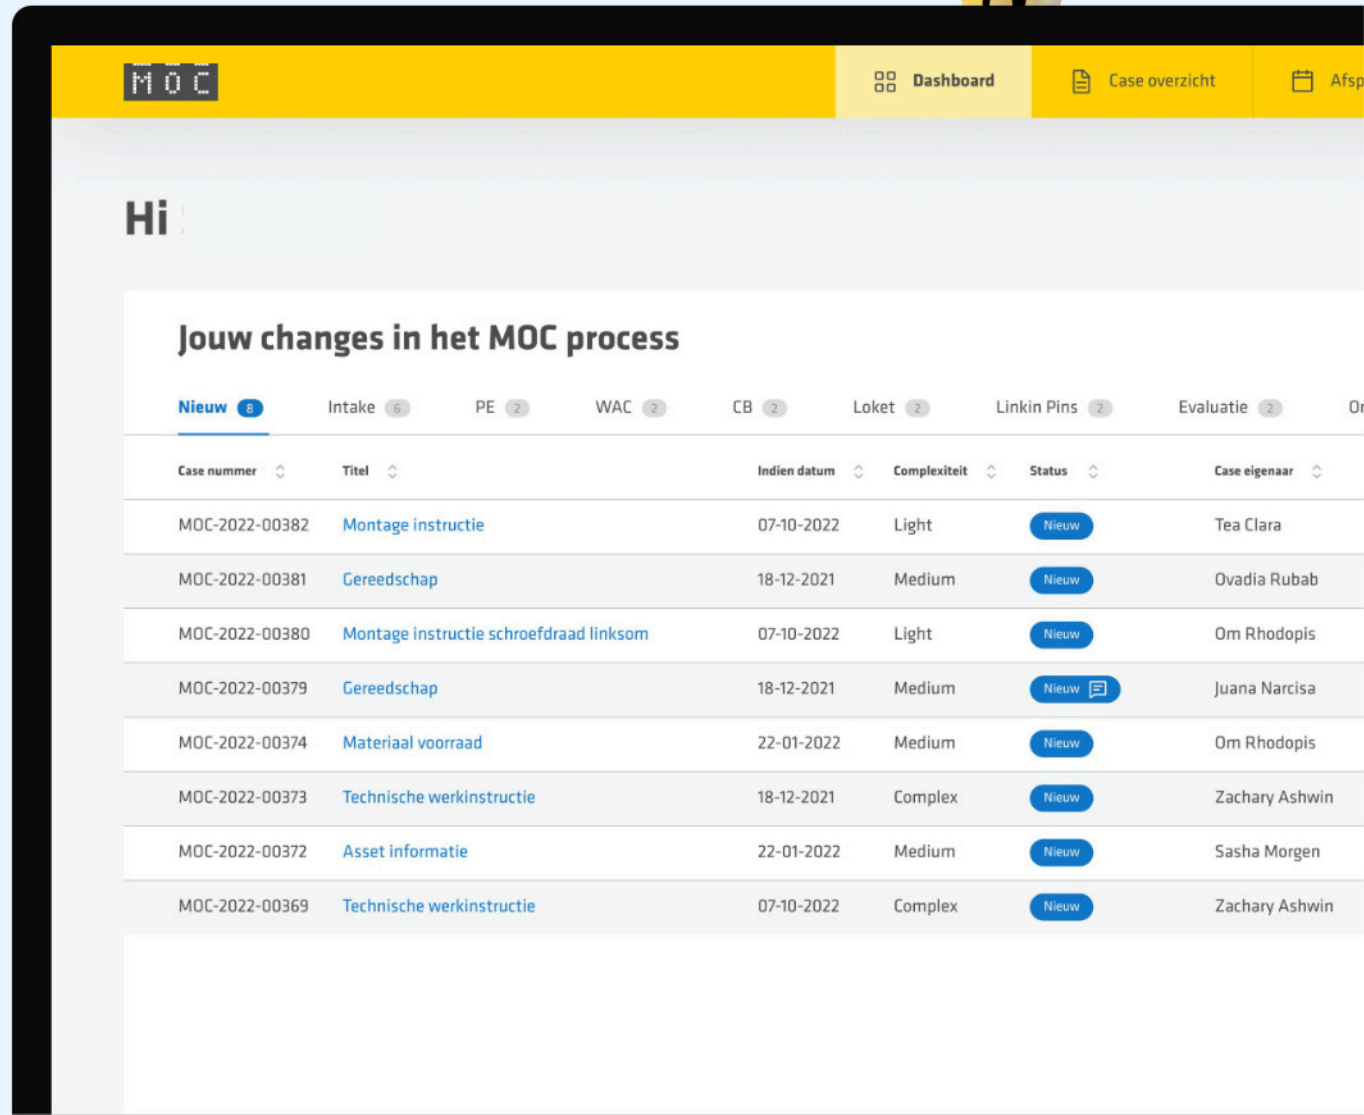 MOC
Dashboard Case overzicht
Hi
Jouw changes in het MOC process
Nieuw 8 Intake 6 PE 2 WAC 2 CB 2 Loket 2 Linkin Pins 2 Evaluatie 2
Case nummer Titel Indien datum Complexiteit Status Case eigenaar
MOC-2022-00382 Montage instructie 07-10-2022 Light Nieuw Tea Clara
MOC-2022-00381 Gereedschap 18-12-2021 Medium Nieuw Ovadia Rubab
MOC-2022-00380 Montage instructie schroefdraad linksom 07-10-2022 Light Nieuw Om Rhodopis
MOC-2022-00379 Gereedschap 18-12-2021 Medium Nieuw Juana Narcisa
MOC-2022-00374 Materiaal voorraad 22-01-2022 Medium Nieuw Om Rhodopis
MOC-2022-00373 Technische werkinstructie 18-12-2021 Complex Nieuw Zachary Ashwin
MOC-2022-00372 Asset informatie 22-01-2022 Medium Nieuw Sasha Morgen
MOC-2022-00369 Technische werkinstructie 07-10-2022 Complex Nieuw Zachary Ashwin